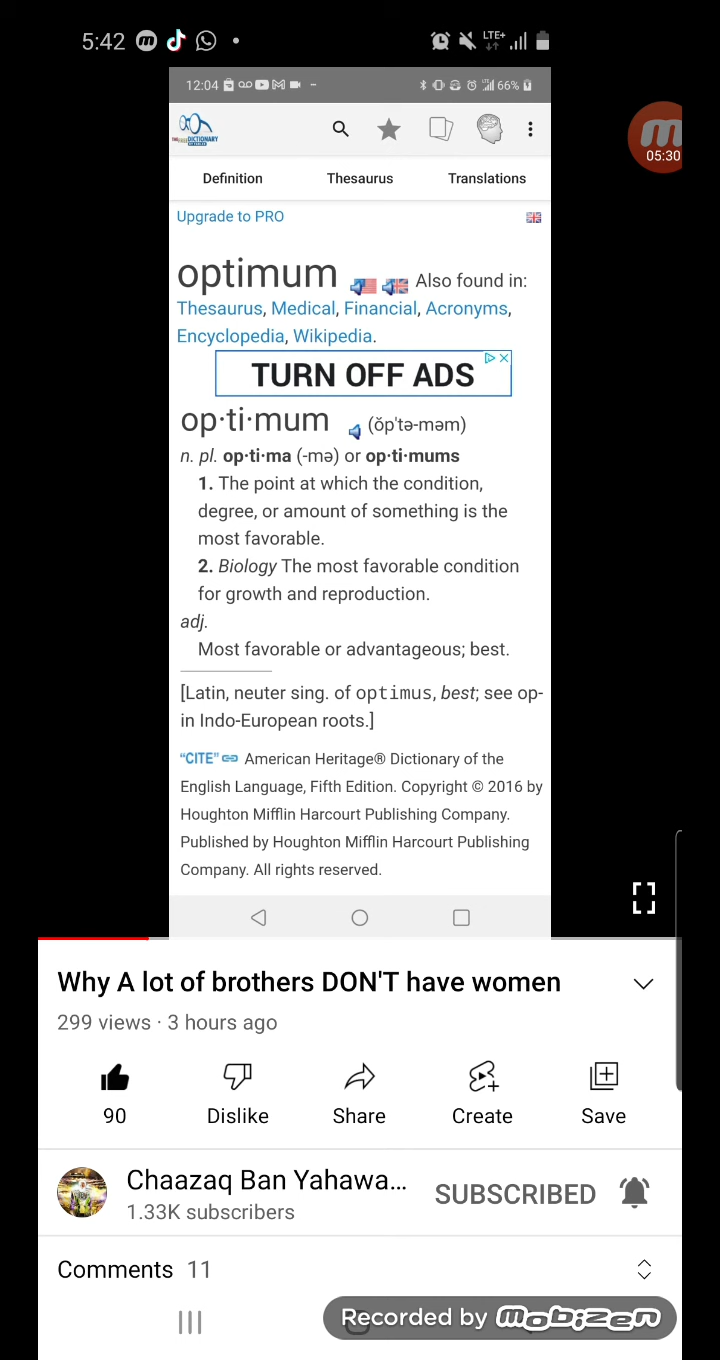 5:42
LTE+
05:30
12:04
66%
DICTIONARY
Definition Thesaurus Translations
Upgrade to PRO
optimum Also found in:
Thesaurus, Medical, Financial, Acronyms,
Encyclopedia, Wikipedia.
TURN OFF ADS
op·ti·mum (ŏp′tə-məm)
n. pl. op·ti·ma (-mə) or op·ti·mums
1. The point at which the condition,
degree, or amount of something is the
most favorable.
2. Biology The most favorable condition
for growth and reproduction.
adj.
Most favorable or advantageous; best.
[Latin, neuter sing. of optimus, best; see op-
in Indo-European roots.]
"CITE" American Heritage® Dictionary of the
English Language, Fifth Edition. Copyright © 2016 by
Houghton Mifflin Harcourt Publishing Company.
Published by Houghton Mifflin Harcourt Publishing
Company. All rights reserved.
Why A lot of brothers DON'T have women
299 views · 3 hours ago
90 Dislike Share Create Save
Chaazaq Ban Yahawa... SUBSCRIBED
1.33K subscribers
Comments 11
Recorded by mobizen